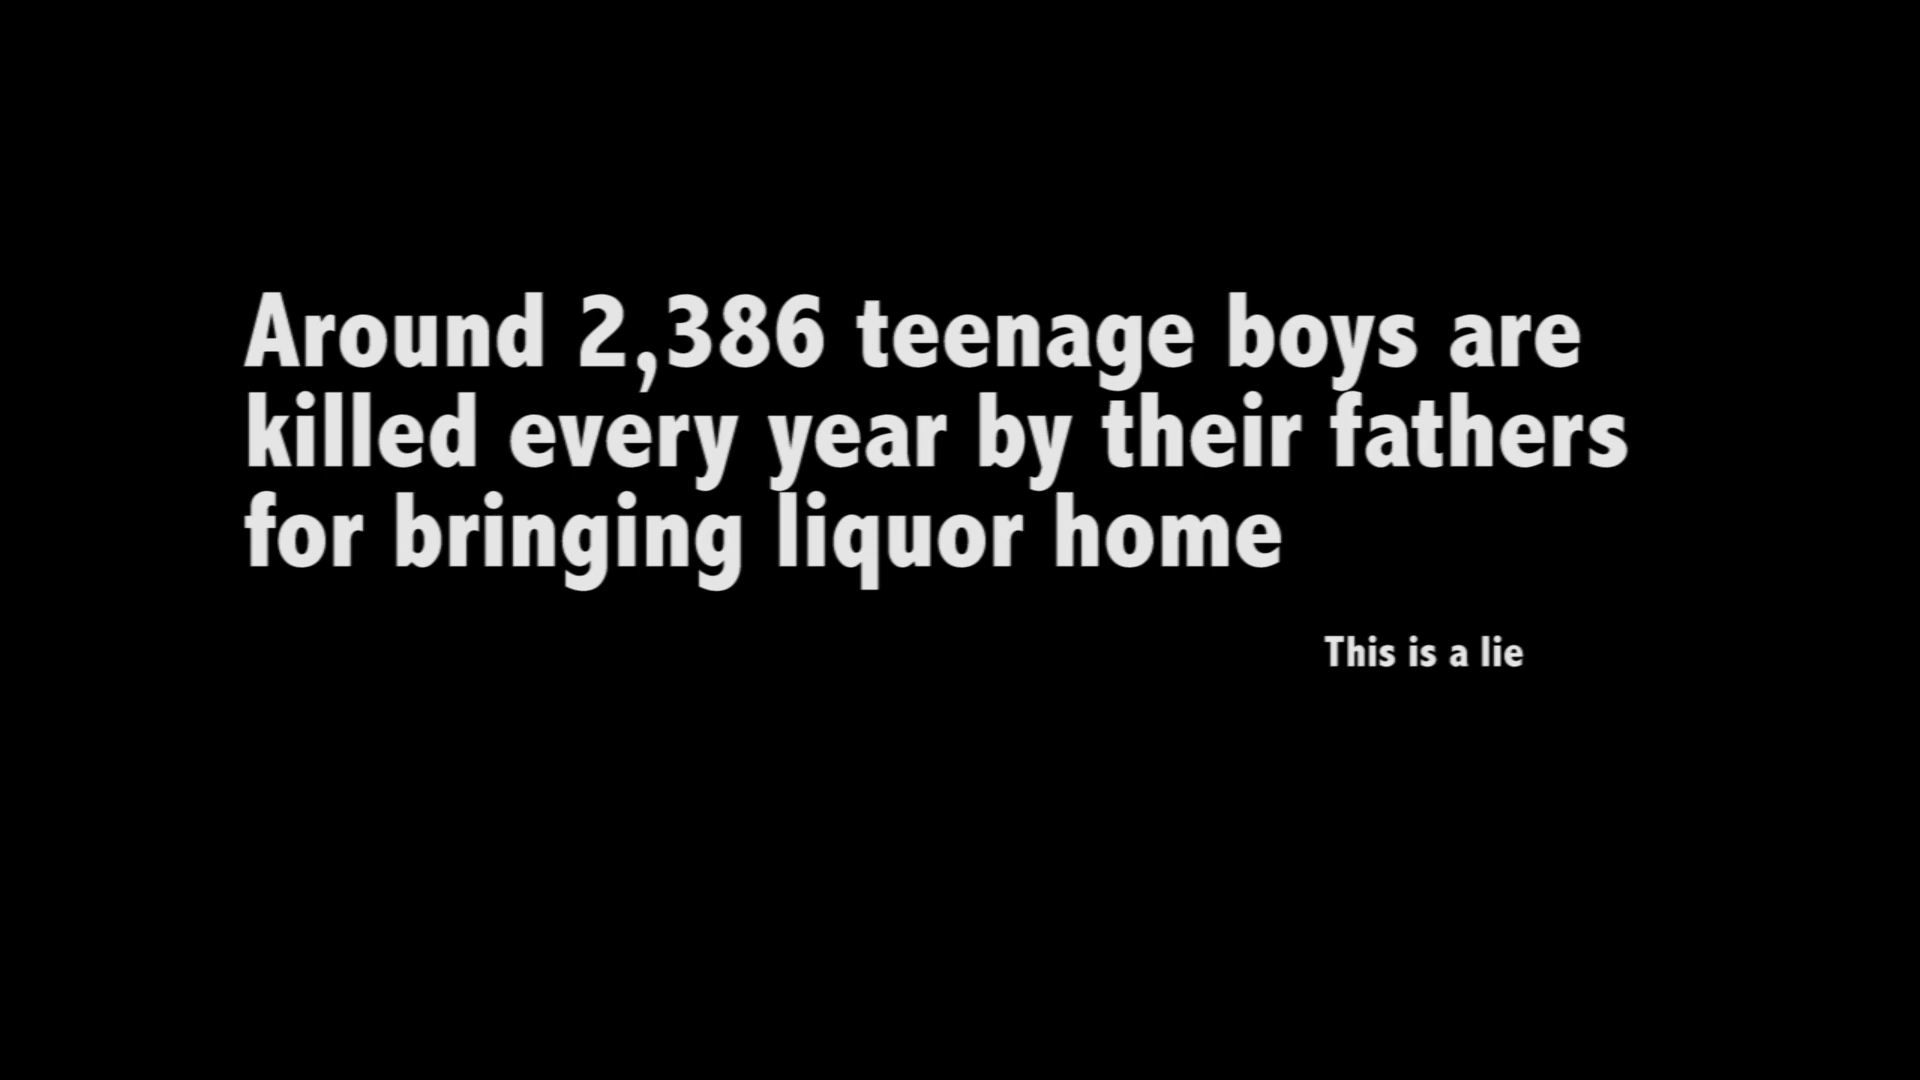 Around 2,386 teenage boys are
killed every year by their fathers
for bringing liquor home
This is a lie